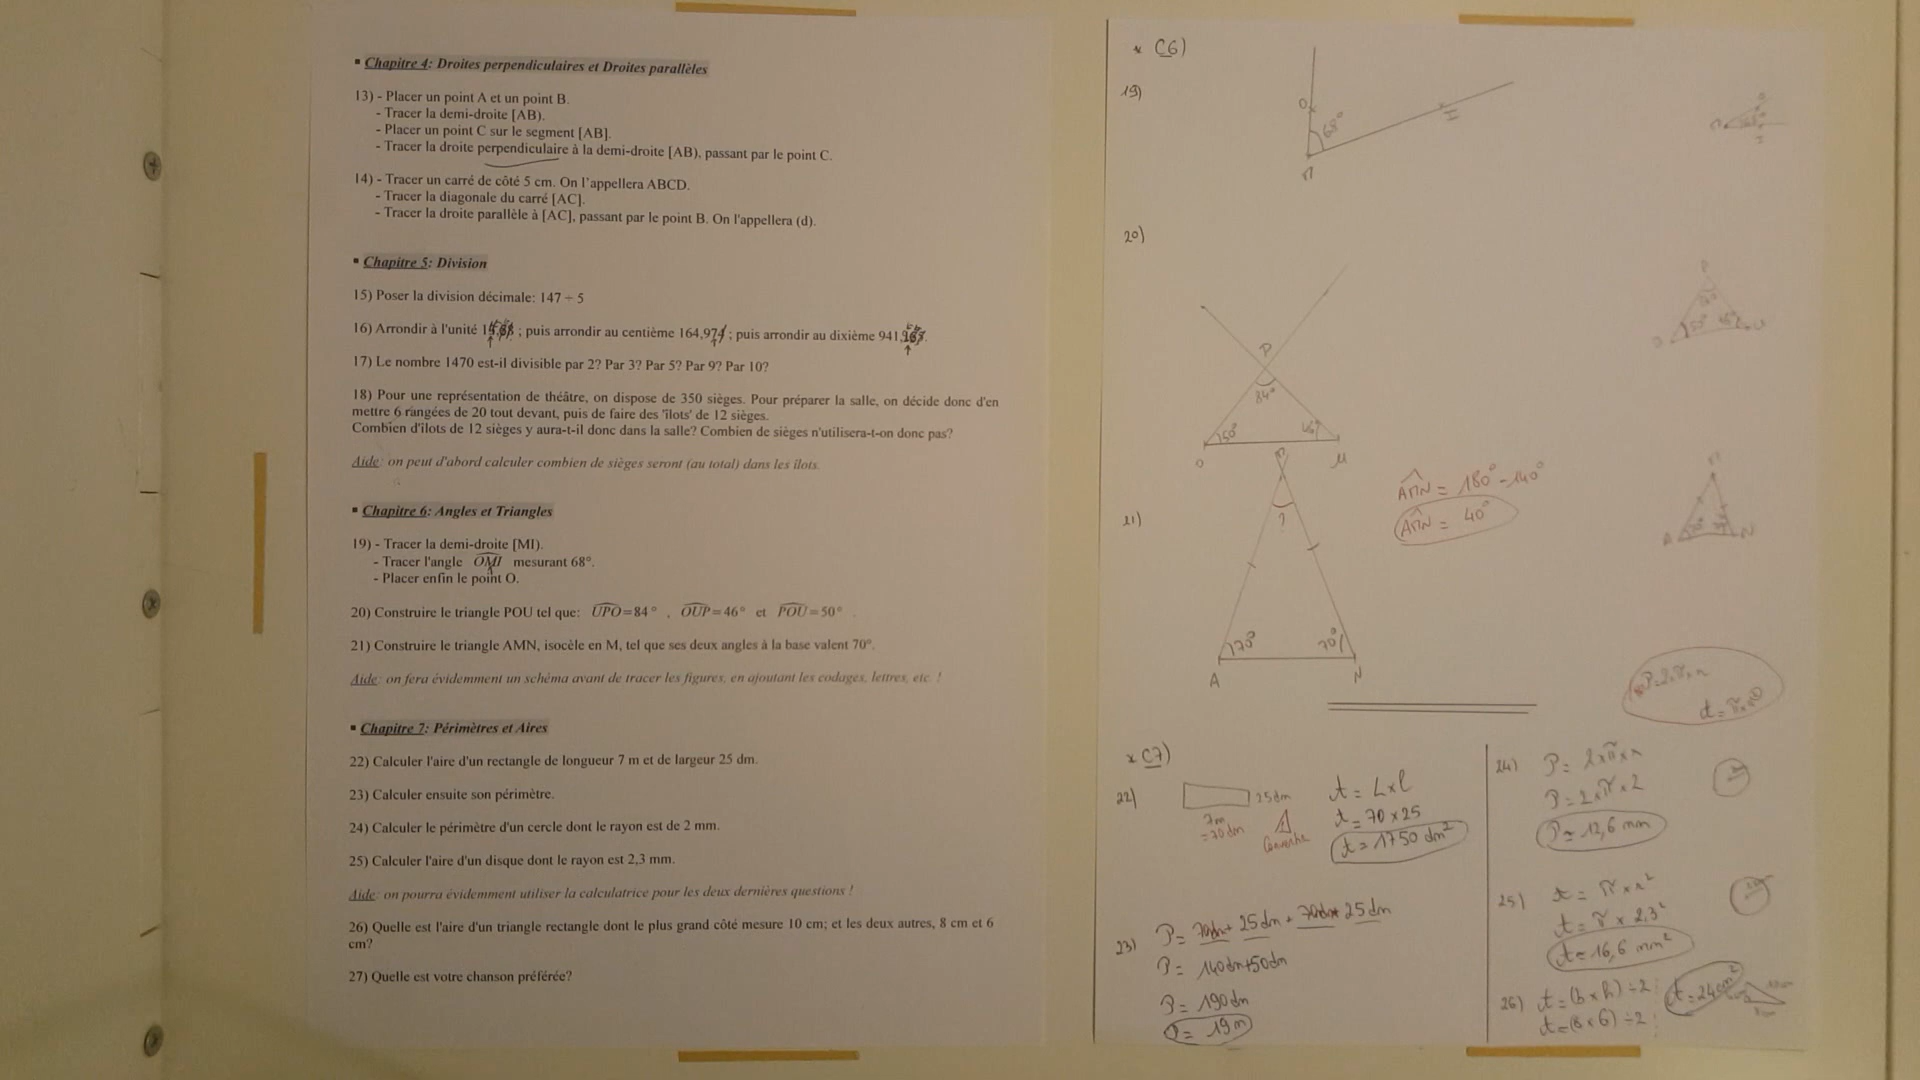 ▪ Chapitre 4: Droites perpendiculaires et Droites parallèles
13) - Placer un point A et un point B.
- Tracer la demi-droite [AB).
- Placer un point C sur le segment [AB].
- Tracer la droite perpendiculaire à la demi-droite [AB), passant par le point C.
14) - Tracer un carré de côté 5 cm. On l'appellera ABCD.
- Tracer la diagonale du carré [AC].
- Tracer la droite parallèle à [AC], passant par le point B. On l'appellera (d).
▪ Chapitre 5: Division
15) Poser la division décimale: 147 ÷ 5
16) Arrondir à l'unité ; puis arrondir au centième 164,974 ; puis arrondir au dixième
17) Le nombre 1470 est-il divisible par 2? Par 3? Par 5? Par 9? Par 10?
18) Pour une représentation de théâtre, on dispose de 350 sièges. Pour préparer la salle, on décide donc d'en
mettre 6 rangées de 20 tout devant, puis de faire des 'îlots' de 12 sièges.
Combien d'îlots de 12 sièges y aura-t-il donc dans la salle? Combien de sièges n'utilisera-t-on donc pas?
Aide: on peut d'abord calculer combien de sièges seront (au total) dans les îlots.
▪ Chapitre 6: Angles et Triangles
19) - Tracer la demi-droite [MI).
- Tracer l'angle OMI mesurant 68°.
- Placer enfin le point O.
20) Construire le triangle POU tel que: UPO=84° , OUP=46° et POU=50° .
21) Construire le triangle AMN, isocèle en M, tel que ses deux angles à la base valent 70°.
Aide: on fera évidemment un schéma avant de tracer les figures, en ajoutant les codages, lettres, etc. !
▪ Chapitre 7: Périmètres et Aires
22) Calculer l'aire d'un rectangle de longueur 7 m et de largeur 25 dm.
23) Calculer ensuite son périmètre.
24) Calculer le périmètre d'un cercle dont le rayon est de 2 mm.
25) Calculer l'aire d'un disque dont le rayon est 2,3 mm.
Aide: on pourra évidemment utiliser la calculatrice pour les deux dernières questions !
26) Quelle est l'aire d'un triangle rectangle dont le plus grand côté mesure 10 cm; et les deux autres, 8 cm et 6
cm?
27) Quelle est votre chanson préférée?
x C6)
19)
O
68°
I
M
20)
P
84°
50°
46°
O
U
21)
M
?
70°
70°
A
N
AMN = 180° - 140°
AMN = 40°
A
N
P=2xπxr
x C7)
22)
25dm
7m
=70dm
A = L x l
A = 70 x 25
A = 1750 dm²
23) P= 70dm + 25dm + 70dm + 25dm
P= 140dm+50dm
P= 190dm
P= 19m
24) P= 2xπxr
P= 2xπx2
P≈ 12,6 mm
25) A = π x r²
A = π x 2,3²
A≈ 16,6 mm²
26) A = (b x h) ÷ 2
A = (8 x 6) ÷ 2
A = 24cm²